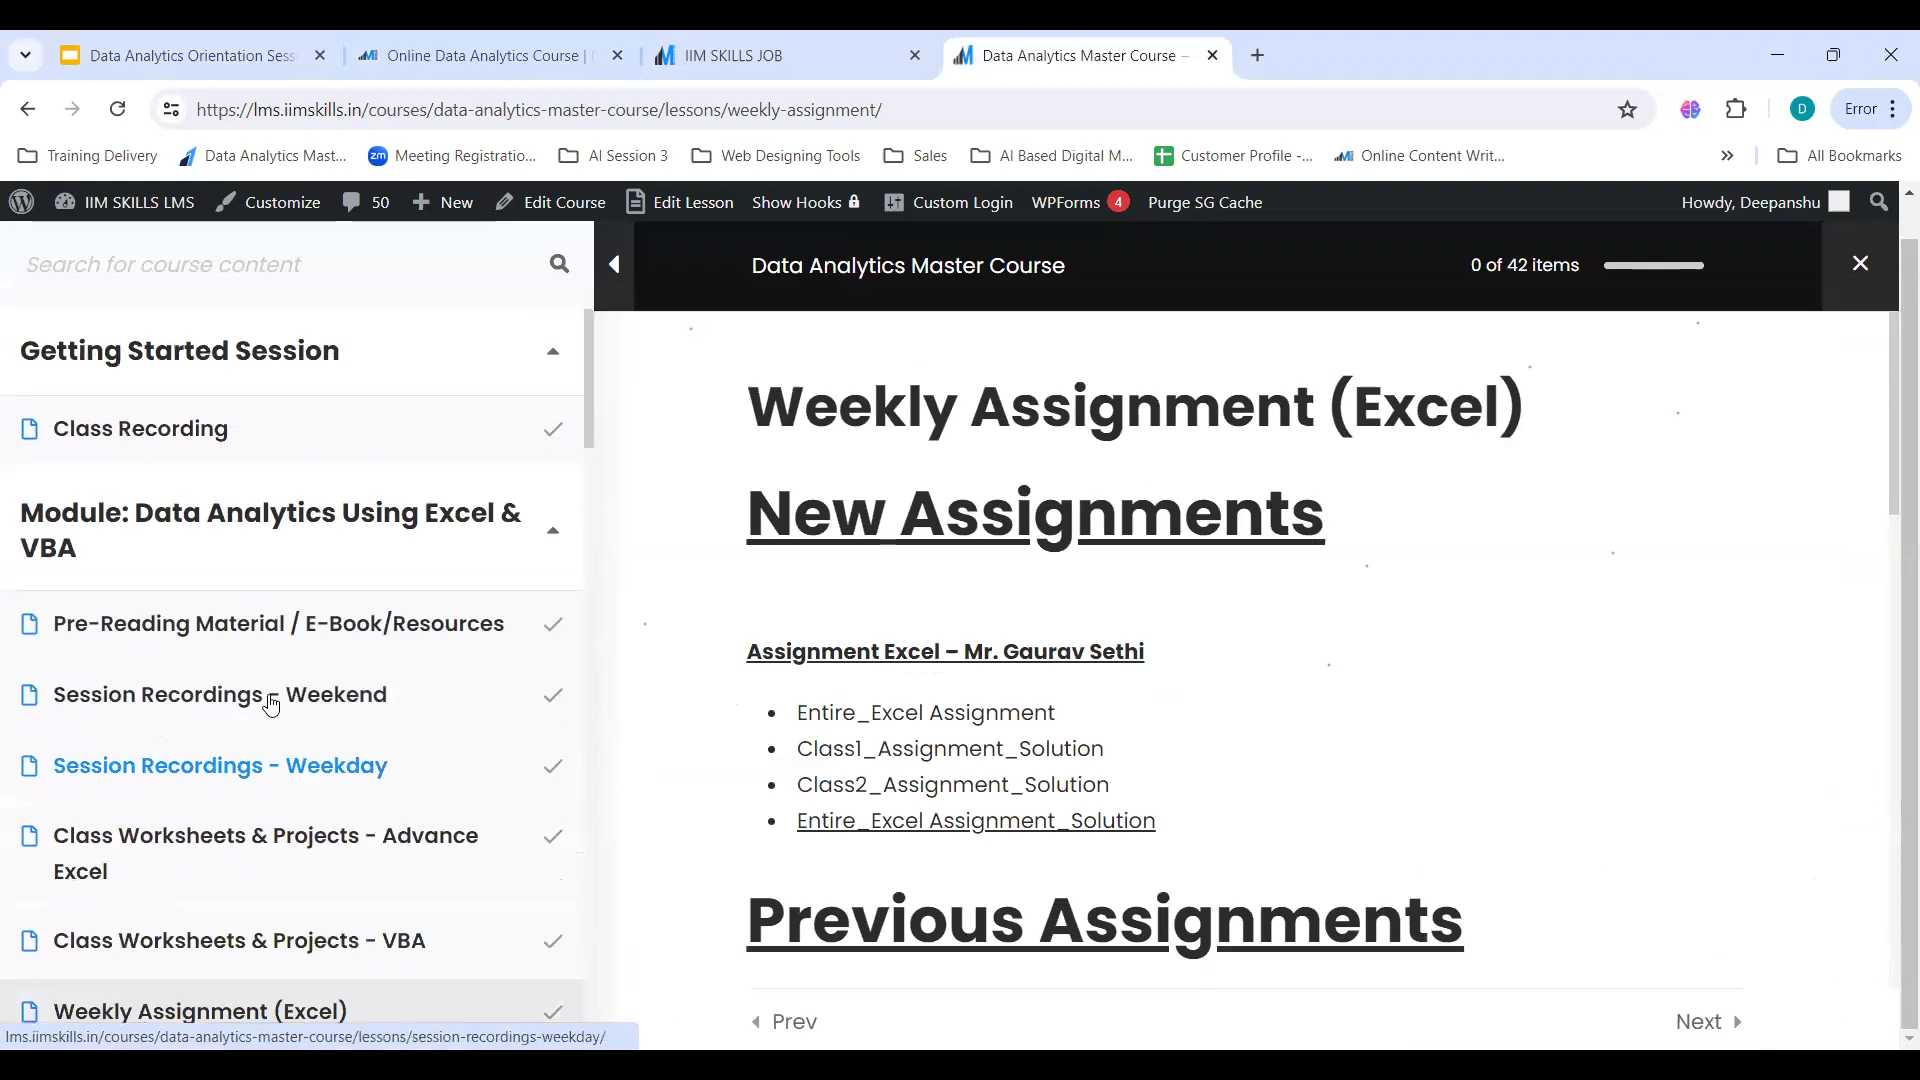 Data Analytics Orientation Sess
Online Data Analytics Course |
IIM SKILLS JOB
Data Analytics Master Course –
https://lms.iimskills.in/courses/data-analytics-master-course/lessons/weekly-assignment/
D
Error
Training Delivery
Data Analytics Mast...
zm
Meeting Registratio...
AI Session 3
Web Designing Tools
Sales
AI Based Digital M...
Customer Profile -...
Online Content Writ...
»
All Bookmarks
IIM SKILLS LMS
Customize
50
New
Edit Course
Edit Lesson
Show Hooks
Custom Login
WPForms 4
Purge SG Cache
Howdy, Deepanshu
Search for course content
Data Analytics Master Course
0 of 42 items
Getting Started Session
Class Recording
Module: Data Analytics Using Excel &
VBA
Pre-Reading Material / E-Book/Resources
Session Recordings - Weekend
Session Recordings - Weekday
Class Worksheets & Projects - Advance
Excel
Class Worksheets & Projects - VBA
Weekly Assignment (Excel)
lms.iimskills.in/courses/data-analytics-master-course/lessons/session-recordings-weekday/
Weekly Assignment (Excel)
New Assignments
Assignment Excel – Mr. Gaurav Sethi
• Entire_Excel Assignment
• Class1_Assignment_Solution
• Class2_Assignment_Solution
• Entire_Excel Assignment_Solution
Previous Assignments
Prev
Next